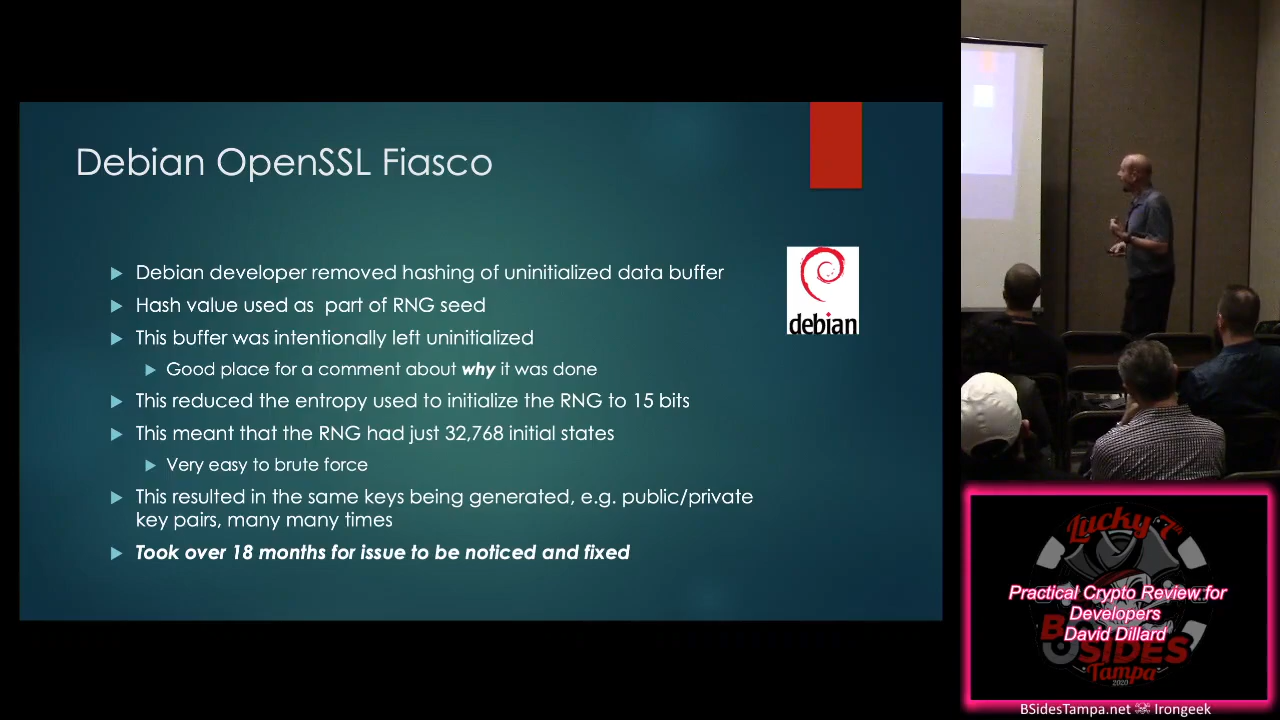 Debian OpenSSL Fiasco
Debian developer removed hashing of uninitialized data buffer
Hash value used as  part of RNG seed
This buffer was intentionally left uninitialized
Good place for a comment about why it was done
This reduced the entropy used to initialize the RNG to 15 bits
This meant that the RNG had just 32,768 initial states
Very easy to brute force
This resulted in the same keys being generated, e.g. public/private
key pairs, many many times
Took over 18 months for issue to be noticed and fixed
debian
Lucky 7th
Practical Crypto Review for
Developers
David Dillard
BSIDES
Tampa
2020
BSidesTampa.net ☠ Irongeek